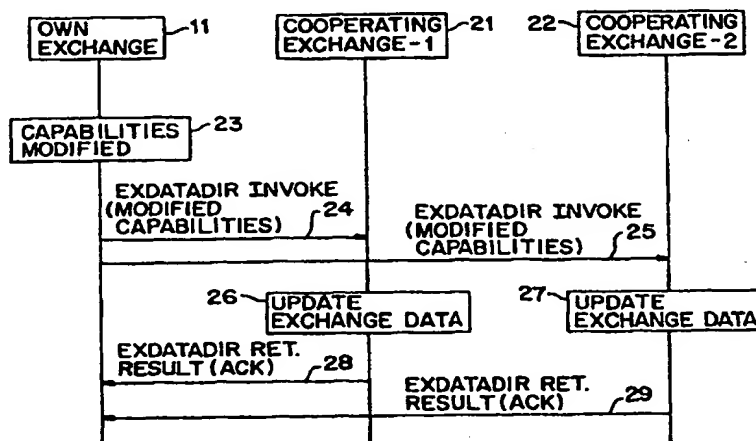 OWN
EXCHANGE
11
COOPERATING
EXCHANGE-1
21
22
COOPERATING
EXCHANGE-2
CAPABILITIES
MODIFIED
23
EXDATADIR INVOKE
(MODIFIED
CAPABILITIES)
24
EXDATADIR INVOKE
(MODIFIED
CAPABILITIES)
25
26
UPDATE
EXCHANGE DATA
27
UPDATE
EXCHANGE DATA
EXDATADIR RET.
RESULT (ACK)
28
EXDATADIR RET.
RESULT (ACK)
29